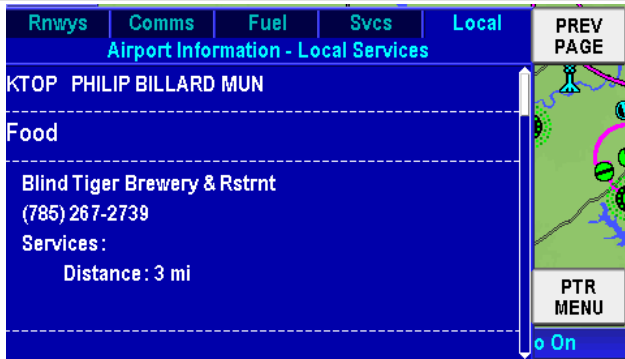 Rnwys Comms Fuel Svcs Local
Airport Information - Local Services
PREV
PAGE
KTOP PHILIP BILLARD MUN
Food
Blind Tiger Brewery & Rstrnt
(785) 267-2739
Services:
Distance: 3 mi
PTR
MENU
o On